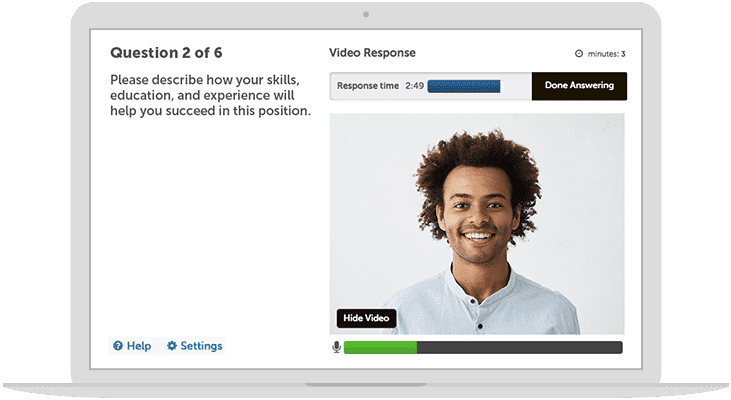 Question 2 of 6
Please describe how your skills,
education, and experience will
help you succeed in this position.
Help
Settings
Video Response
minutes: 3
Response time 2:49
Done Answering
Hide Video